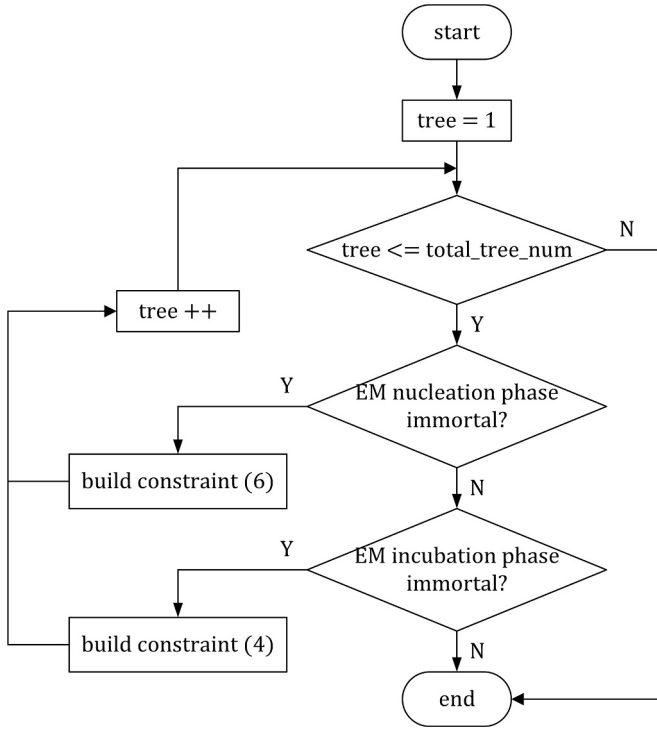 start
tree = 1
tree <= total_tree_num
N
tree ++
Y
EM nucleation phase
immortal?
Y
build constraint (6)
N
EM incubation phase
immortal?
Y
build constraint (4)
N
end